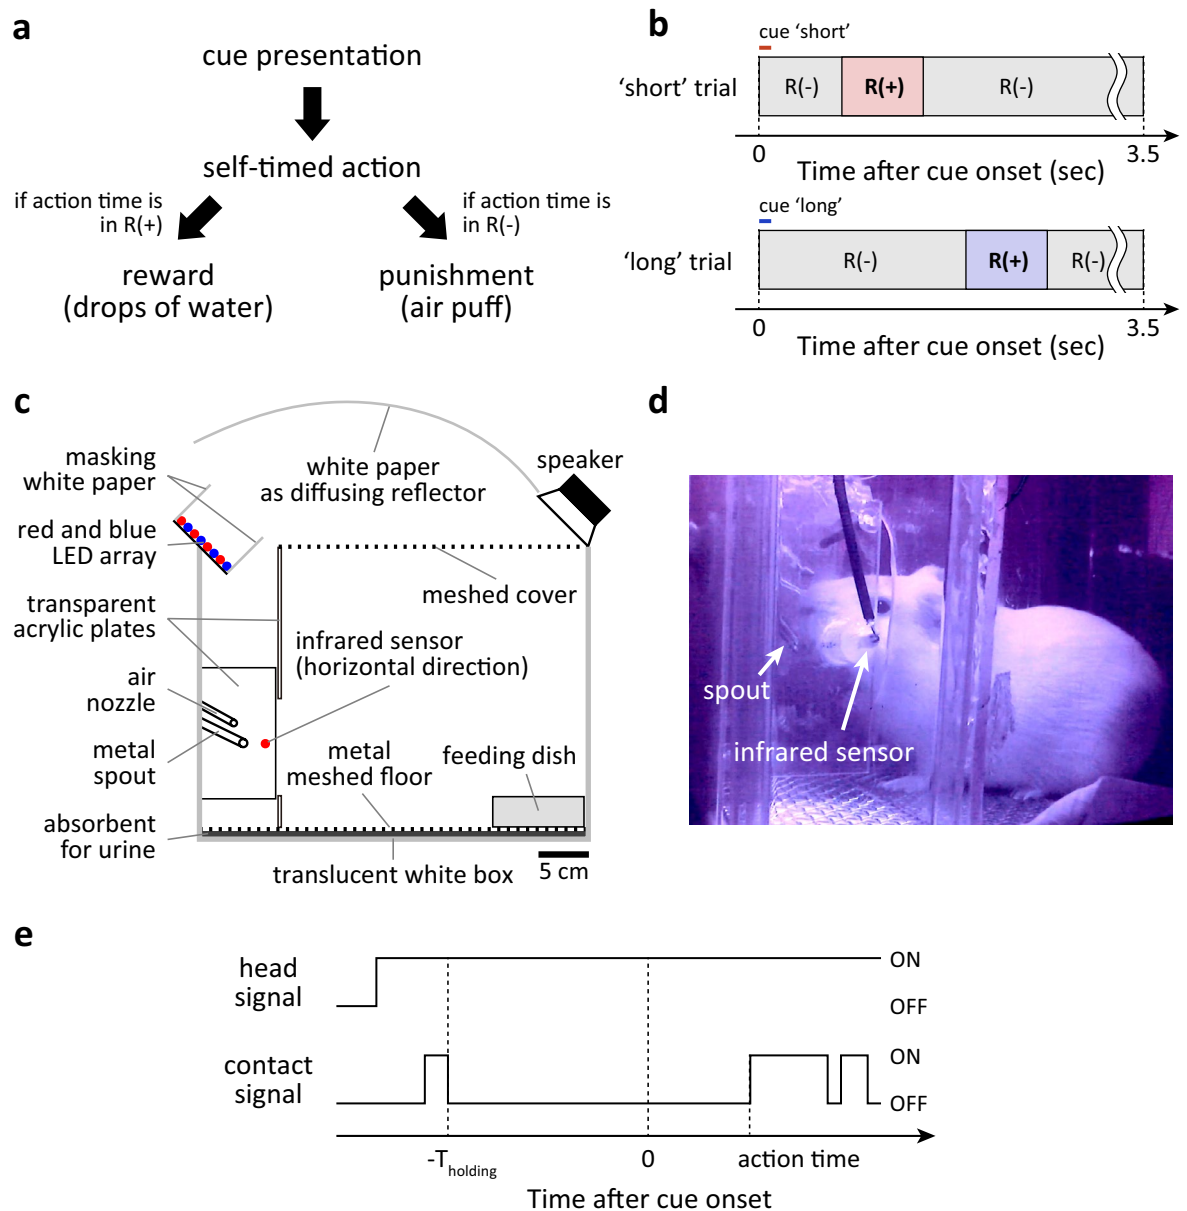 a
cue presentation
self-timed action
if action time is
in R(+)
if action time is
in R(-)
reward
(drops of water)
punishment
(air puff)
b
cue 'short'
'short' trial
R(-)
R(+)
R(-)
0
3.5
Time after cue onset (sec)
cue 'long'
'long' trial
R(-)
R(+)
R(-)
0
3.5
Time after cue onset (sec)
c
masking
white paper
white paper
as diffusing reflector
speaker
red and blue
LED array
meshed cover
transparent
acrylic plates
infrared sensor
(horizontal direction)
air
nozzle
metal
spout
metal
meshed floor
feeding dish
absorbent
for urine
translucent white box
5 cm
d
spout
infrared sensor
e
head
signal
ON
OFF
contact
signal
ON
OFF
-Tholding
0
action time
Time after cue onset